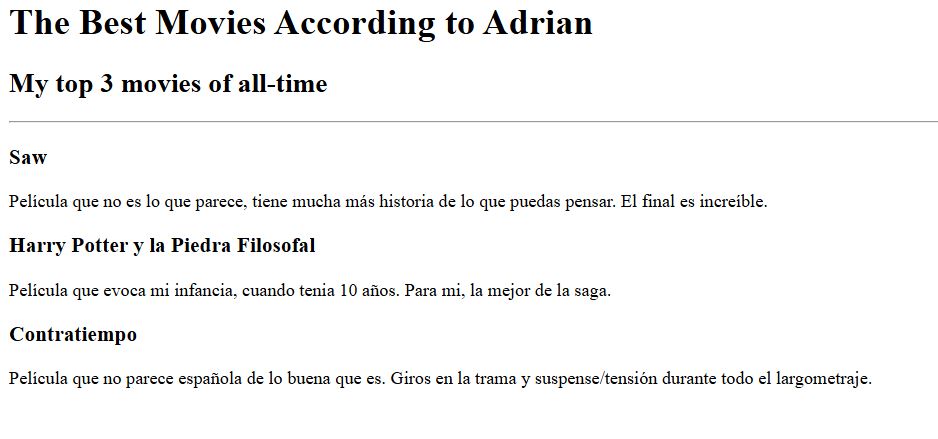 The Best Movies According to Adrian
My top 3 movies of all-time
Saw
Película que no es lo que parece, tiene mucha más historia de lo que puedas pensar. El final es increíble.
Harry Potter y la Piedra Filosofal
Película que evoca mi infancia, cuando tenia 10 años. Para mi, la mejor de la saga.
Contratiempo
Película que no parece española de lo buena que es. Giros en la trama y suspense/tensión durante todo el largometraje.